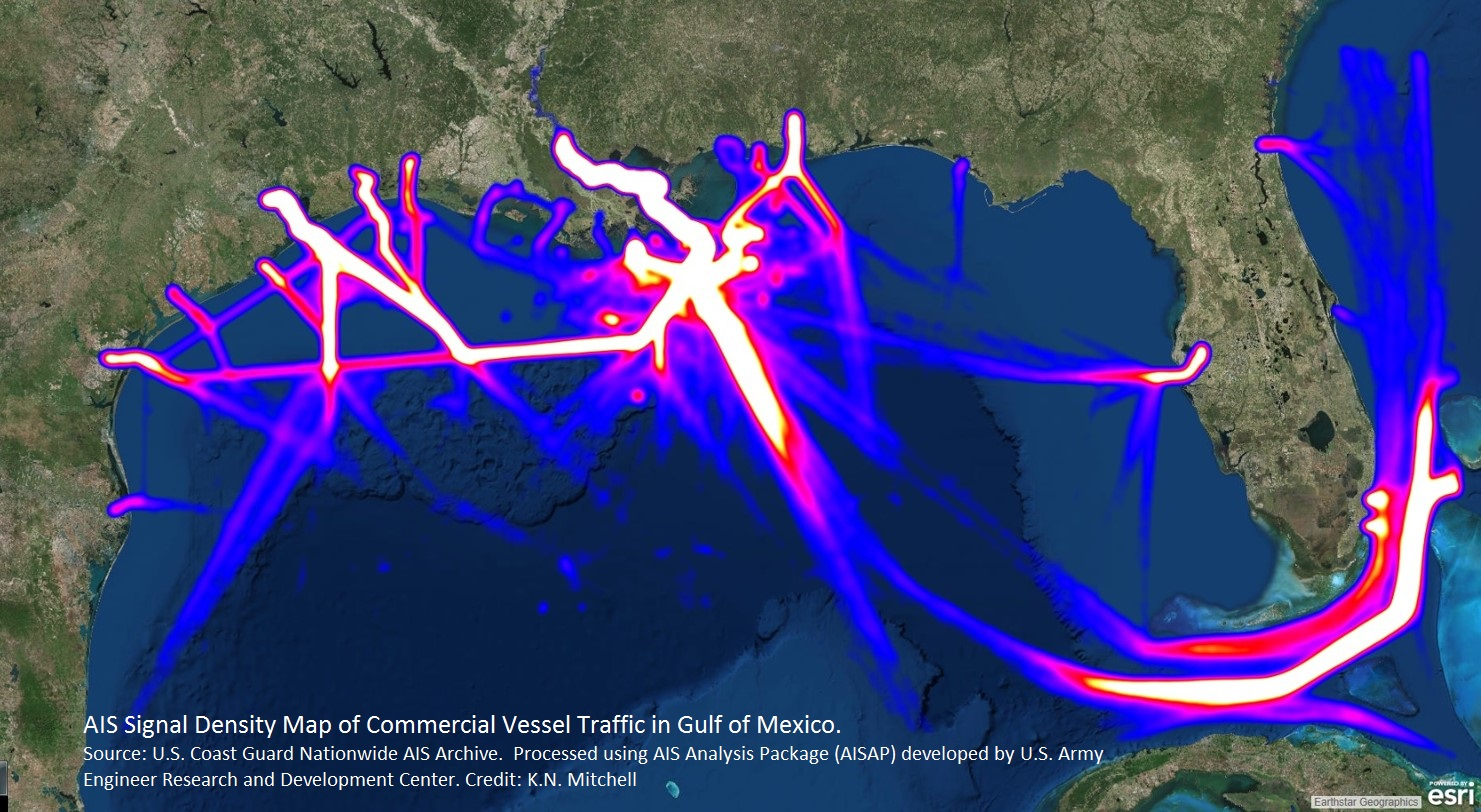 AIS Signal Density Map of Commercial Vessel Traffic in Gulf of Mexico.
Source: U.S. Coast Guard Nationwide AIS Archive.  Processed using AIS Analysis Package (AISAP) developed by U.S. Army
Engineer Research and Development Center. Credit: K.N. Mitchell
POWERED BY
esri
Earthstar Geographics